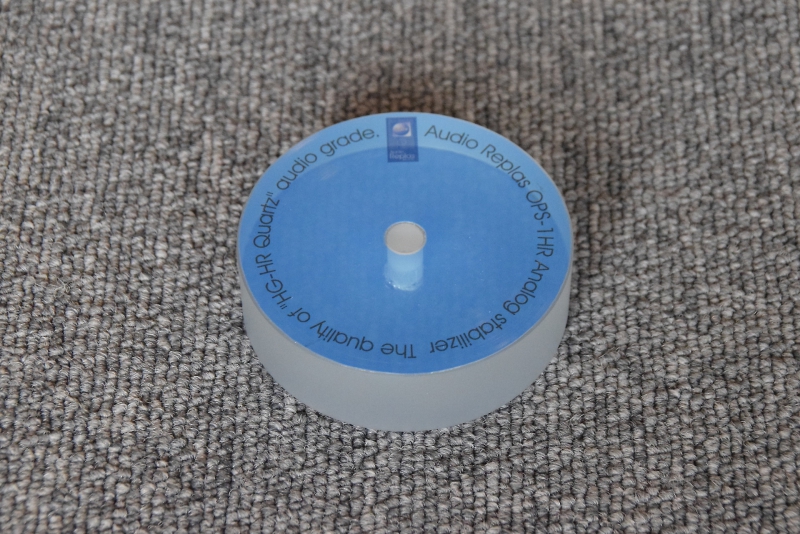 Audio Replas OPS-1HR Analog stabilizer
The quality of "HG-HR Quartz" audio grade.